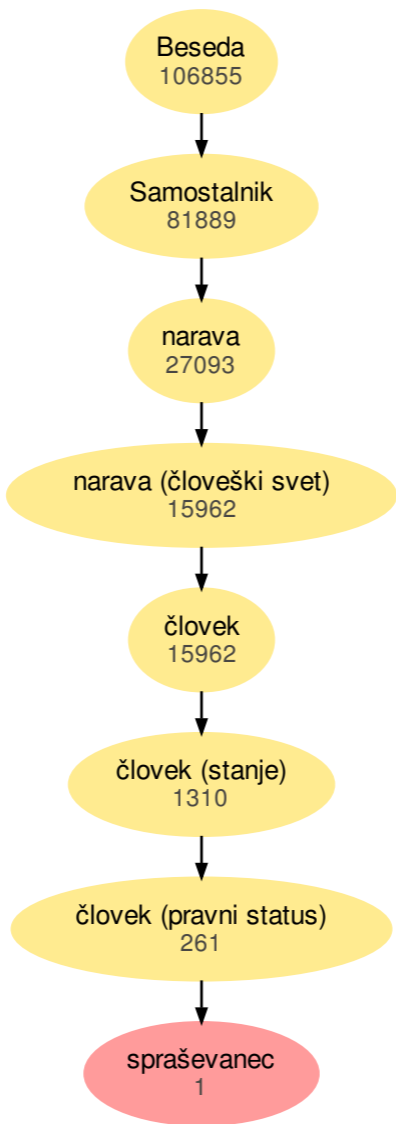 Beseda
106855
Samostalnik
81889
narava
27093
narava (človeški svet)
15962
človek
15962
človek (stanje)
1310
človek (pravni status)
261
spraševanec
1